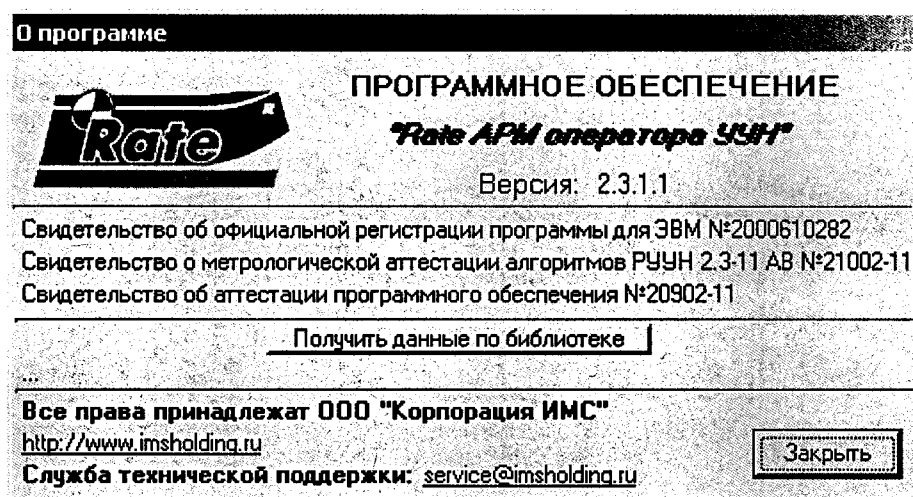 О программе
Rate
ПРОГРАММНОЕ ОБЕСПЕЧЕНИЕ
"Rate АРМ оператора УУН"
Версия: 2.3.1.1
Свидетельство об официальной регистрации программы для ЭВМ №2000610282
Свидетельство о метрологической аттестации алгоритмов РУУН 2.3-11 АВ №21002-11
Свидетельство об аттестации программного обеспечения №20902-11
Получить данные по библиотеке
...
Все права принадлежат ООО "Корпорация ИМС"
http://www.imsholding.ru
Служба технической поддержки: service@imsholding.ru
Закрыть